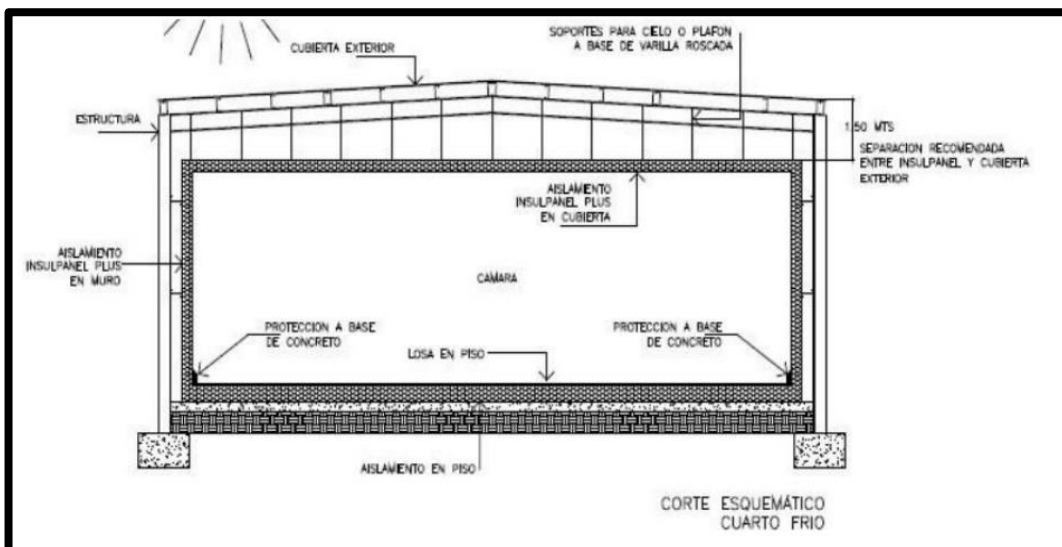 SOPORTES PARA CIELO O PLAFON
A BASE DE VARILLA ROSCADA
CUBIERTA EXTERIOR
ESTRUCTURA
1.50 MTS
SEPARACION RECOMENDADA
ENTRE INSULPANEL Y CUBIERTA
EXTERIOR
AISLAMIENTO
INSULPANEL PLUS
EN CUBIERTA
AISLAMIENTO
INSULPANEL PLUS
EN MURO
CAMARA
PROTECCION A BASE
DE CONCRETO
PROTECCION A BASE
DE CONCRETO
LOSA EN PISO
AISLAMIENTO EN PISO
CORTE ESQUEMÁTICO
CUARTO FRIO